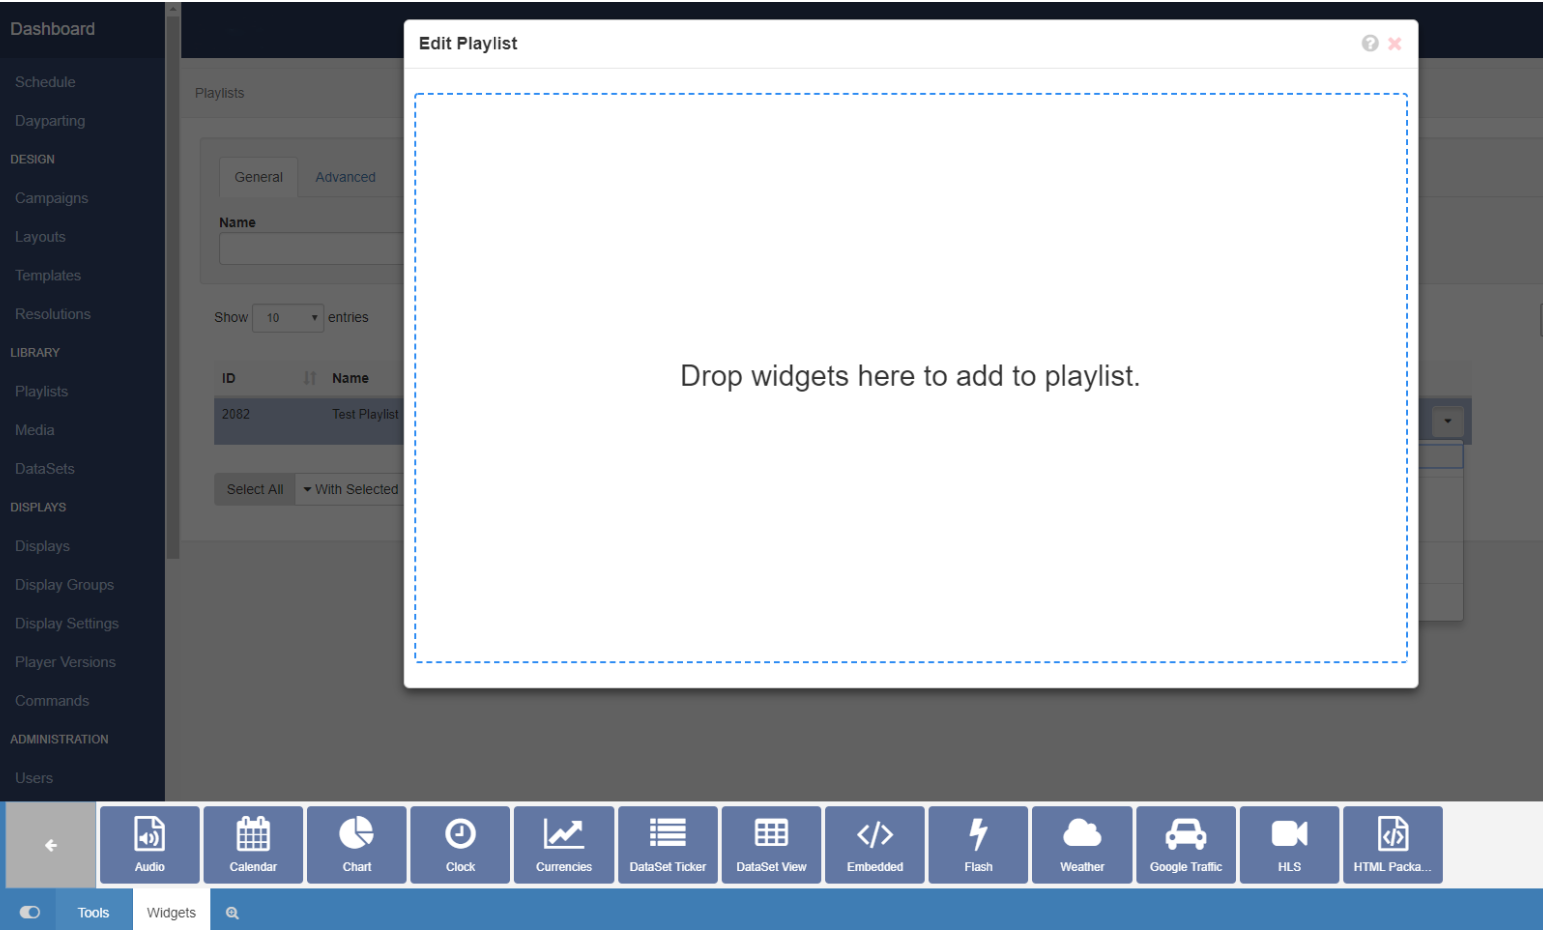 Dashboard
Schedule
Dayparting
DESIGN
Campaigns
Layouts
Templates
Resolutions
LIBRARY
Playlists
Media
DataSets
DISPLAYS
Displays
Display Groups
Display Settings
Player Versions
Commands
ADMINISTRATION
Users
Playlists
General Advanced
Name
Show 10 entries
ID Name
2082 Test Playlist
Select All With Selected
Edit Playlist
Drop widgets here to add to playlist.
Audio Calendar Chart Clock Currencies DataSet Ticker DataSet View Embedded Flash Weather Google Traffic HLS HTML Packa...
Tools Widgets